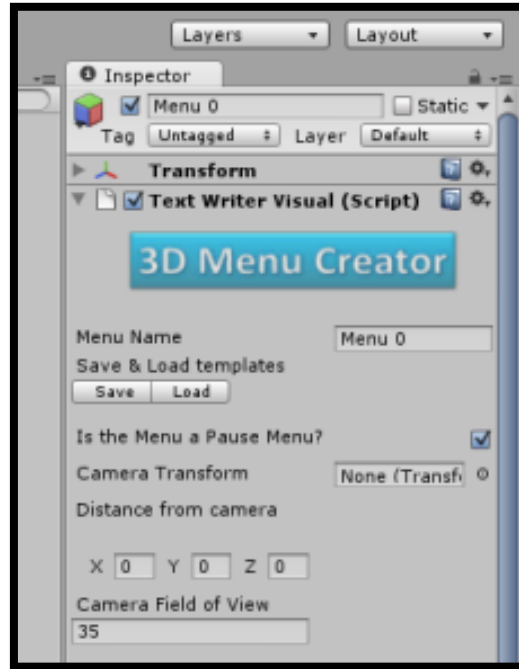 Layers Layout
Inspector
Menu 0 Static
Tag Untagged Layer Default
Transform
Text Writer Visual (Script)
3D Menu Creator
Menu Name Menu 0
Save & Load templates
Save Load
Is the Menu a Pause Menu?
Camera Transform None (Transf
Distance from camera
X 0 Y 0 Z 0
Camera Field of View
35